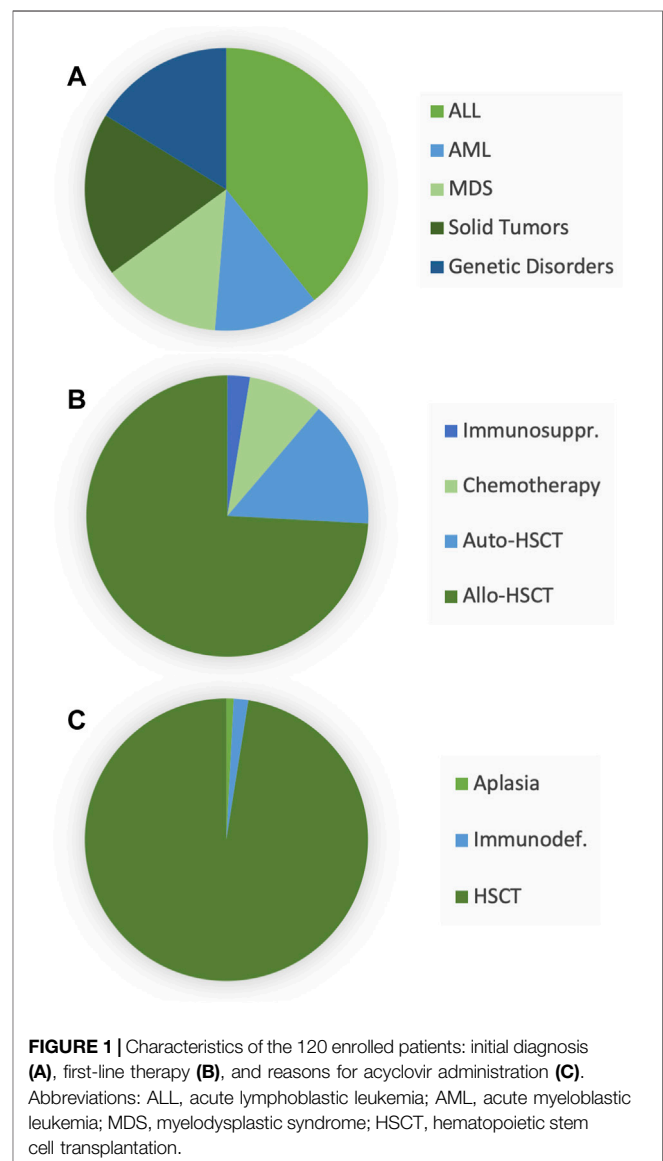 A
ALL
AML
MDS
Solid Tumors
Genetic Disorders
B
Immunosuppr.
Chemotherapy
Auto-HSCT
Allo-HSCT
C
Aplasia
Immunodef.
HSCT
FIGURE 1 | Characteristics of the 120 enrolled patients: initial diagnosis
(A), first-line therapy (B), and reasons for acyclovir administration (C).
Abbreviations: ALL, acute lymphoblastic leukemia; AML, acute myeloblastic
leukemia; MDS, myelodysplastic syndrome; HSCT, hematopoietic stem
cell transplantation.